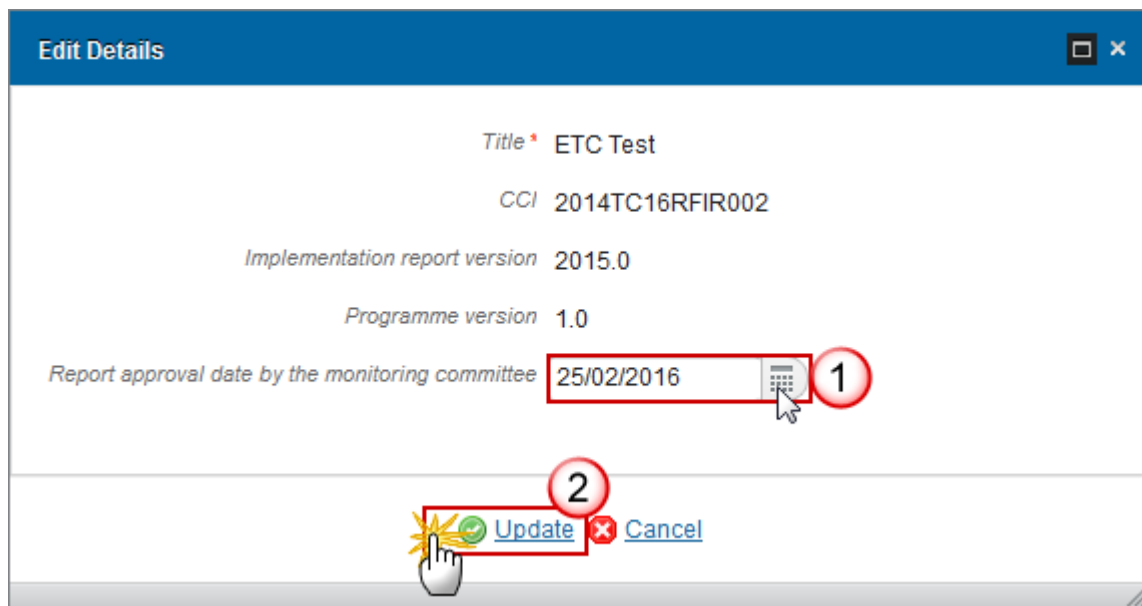 Edit Details
Title * ETC Test
CCI 2014TC16RFIR002
Implementation report version 2015.0
Programme version 1.0
Report approval date by the monitoring committee 25/02/2016 1
2
Update Cancel